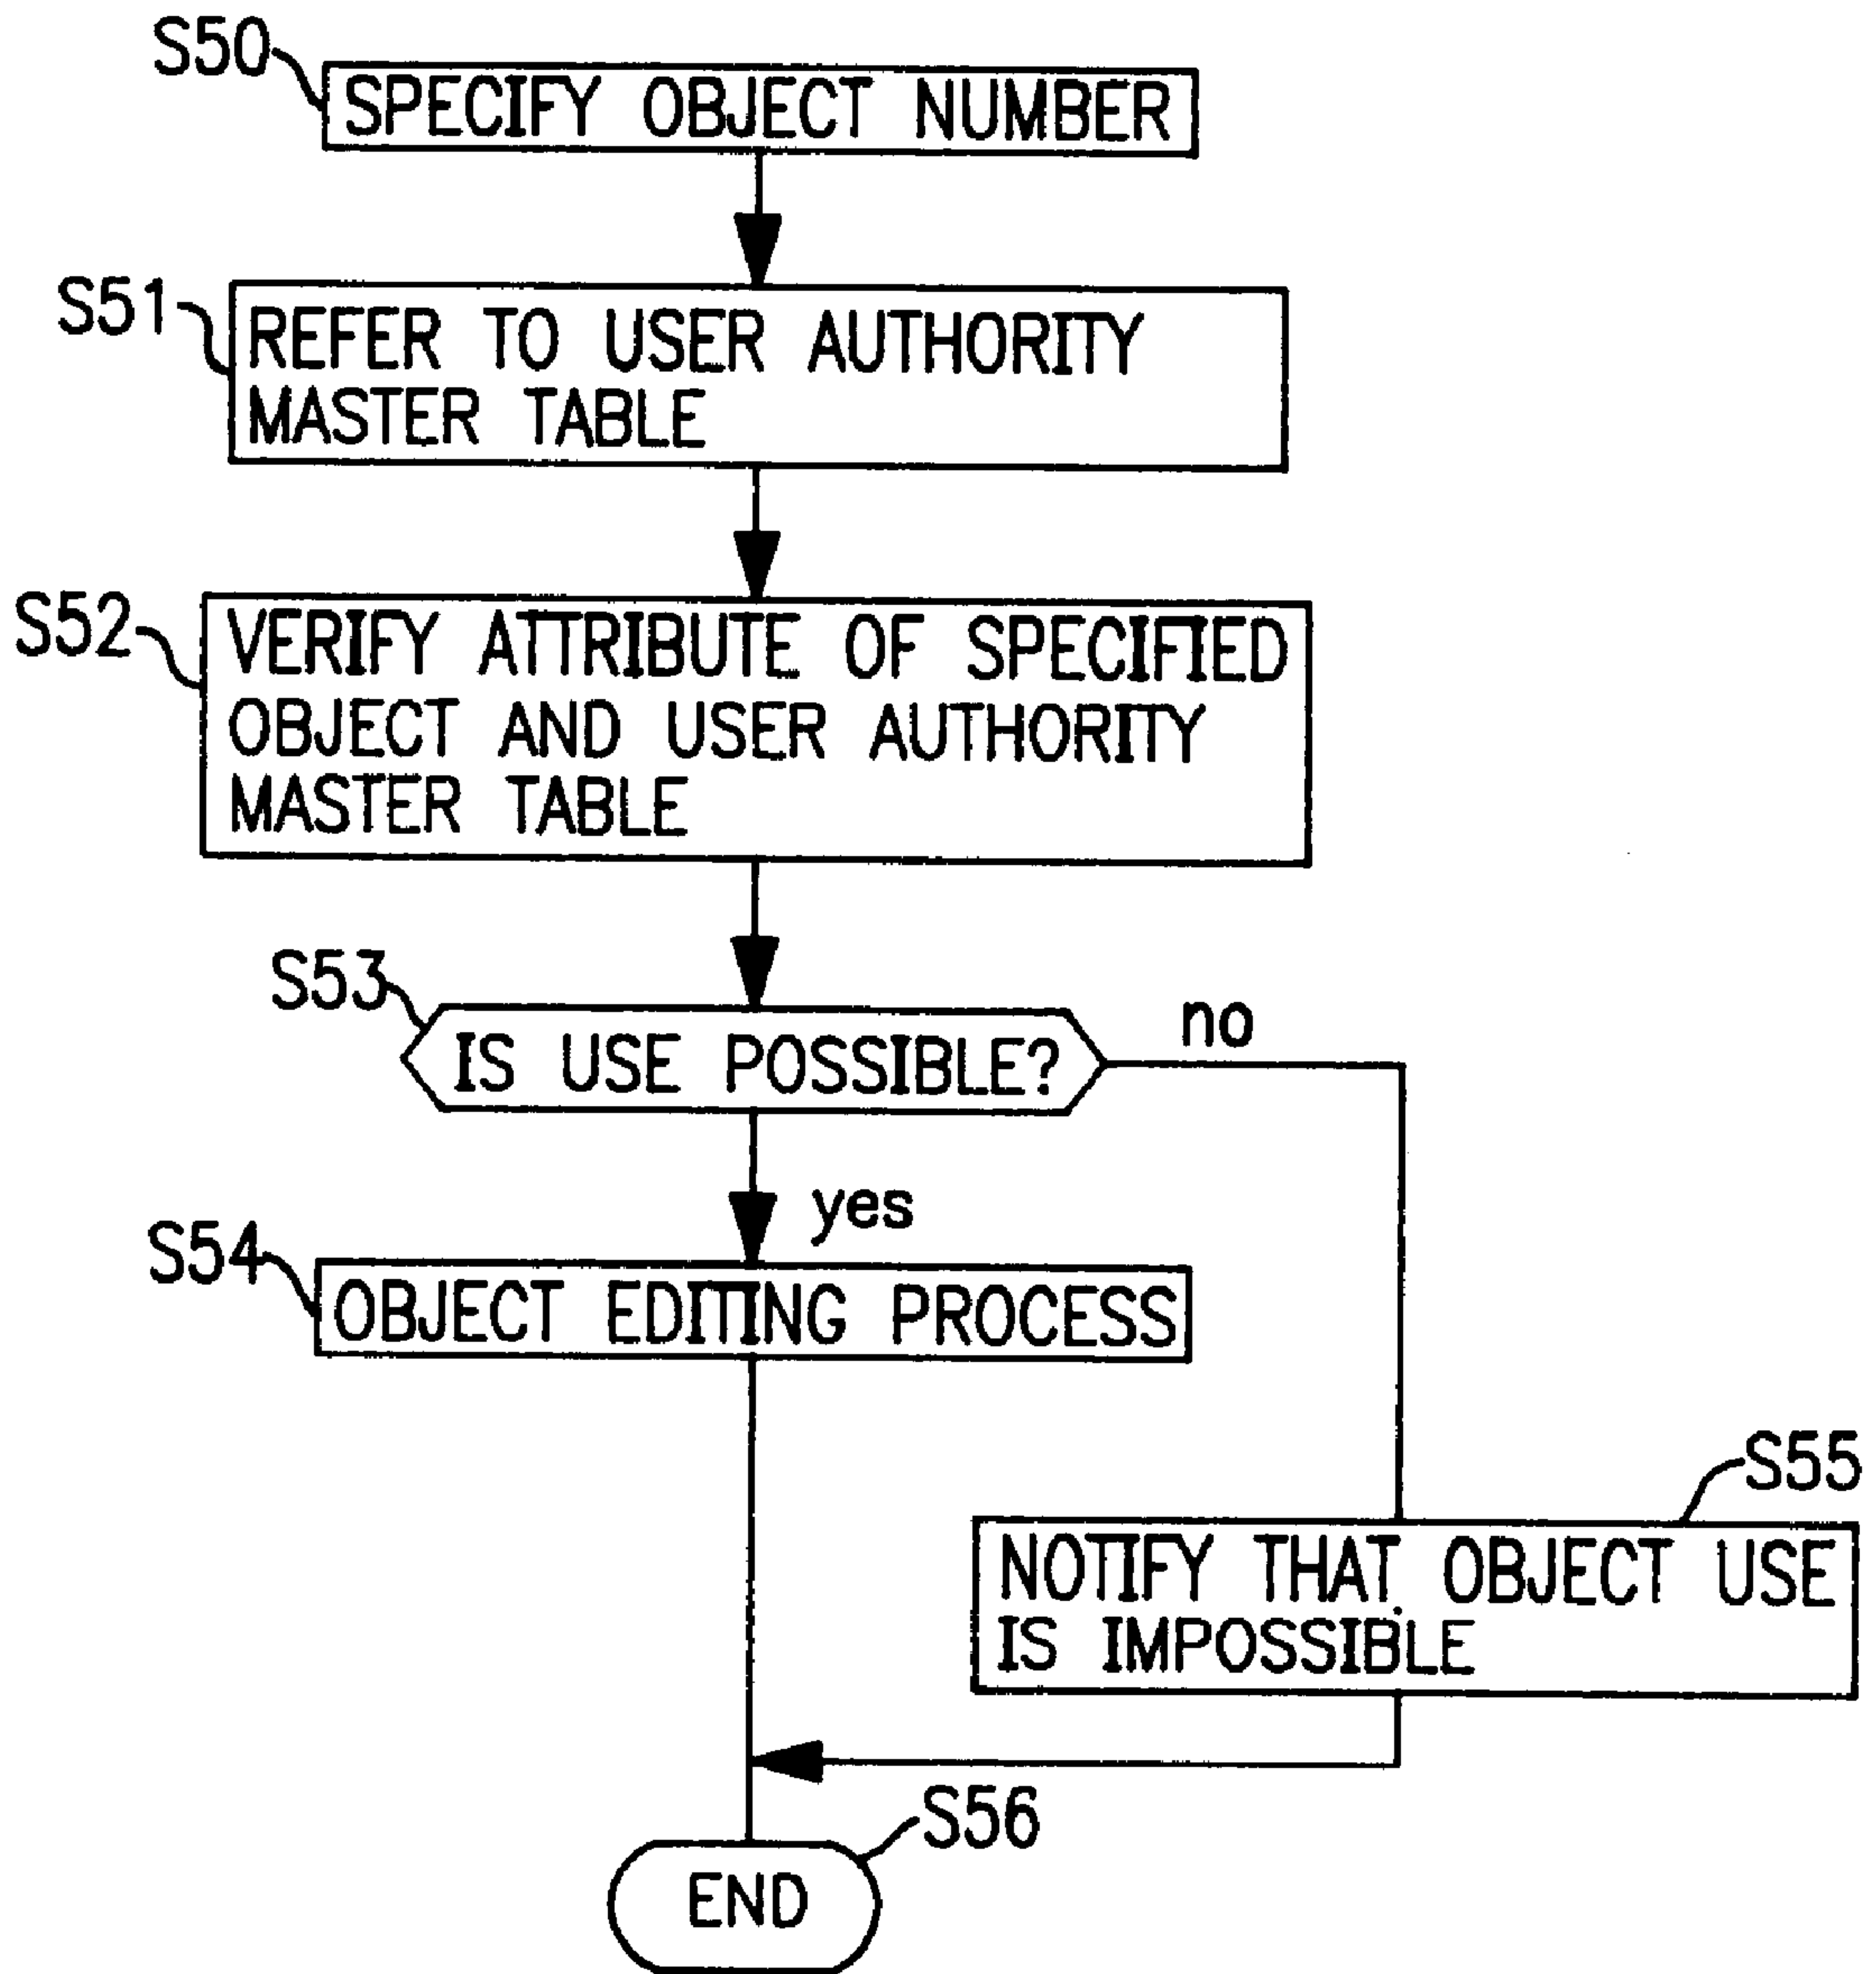 S50
SPECIFY OBJECT NUMBER
S51
REFER TO USER AUTHORITY
MASTER TABLE
S52
VERIFY ATTRIBUTE OF SPECIFIED
OBJECT AND USER AUTHORITY
MASTER TABLE
S53
IS USE POSSIBLE?
no
yes
S54
OBJECT EDITING PROCESS
S55
NOTIFY THAT OBJECT USE
IS IMPOSSIBLE
S56
END